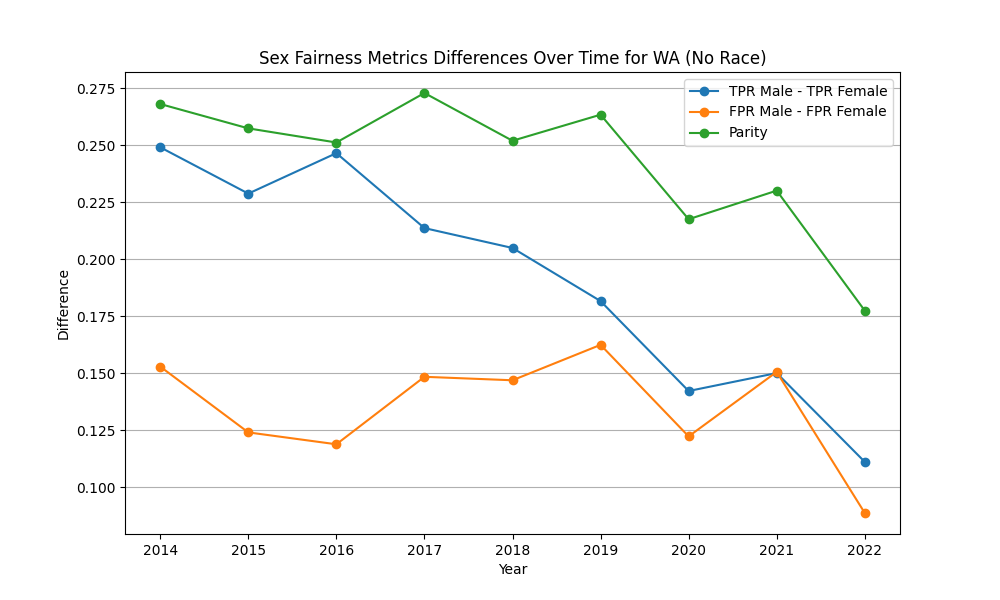 Sex Fairness Metrics Differences Over Time for WA (No Race)
TPR Male - TPR Female
FPR Male - FPR Female
Parity
0.275
0.250
0.225
0.200
0.175
0.150
0.125
0.100
Difference
2014 2015 2016 2017 2018 2019 2020 2021 2022
Year